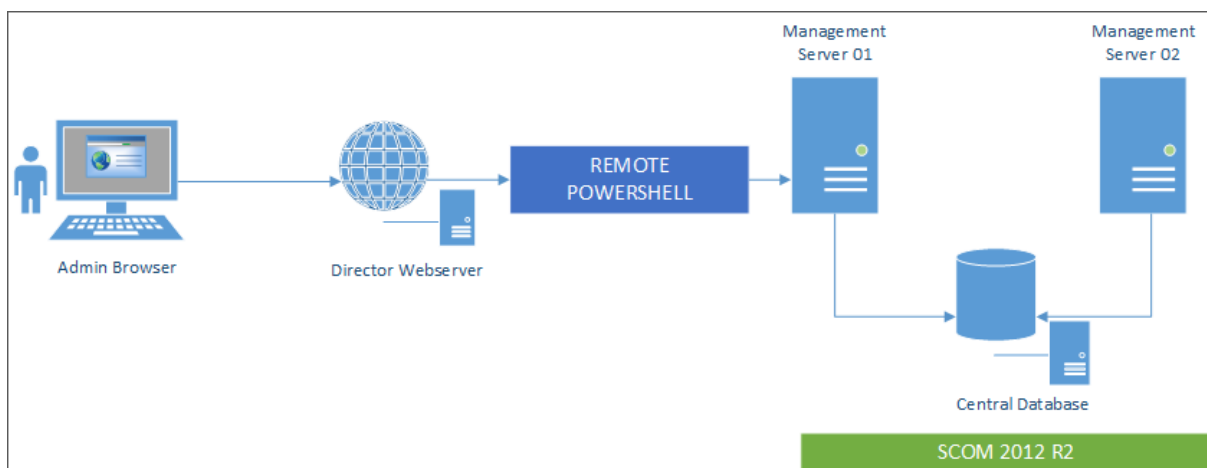 Management
Server 01
Management
Server 02
REMOTE
POWERSHELL
Admin Browser
Director Webserver
Central Database
SCOM 2012 R2